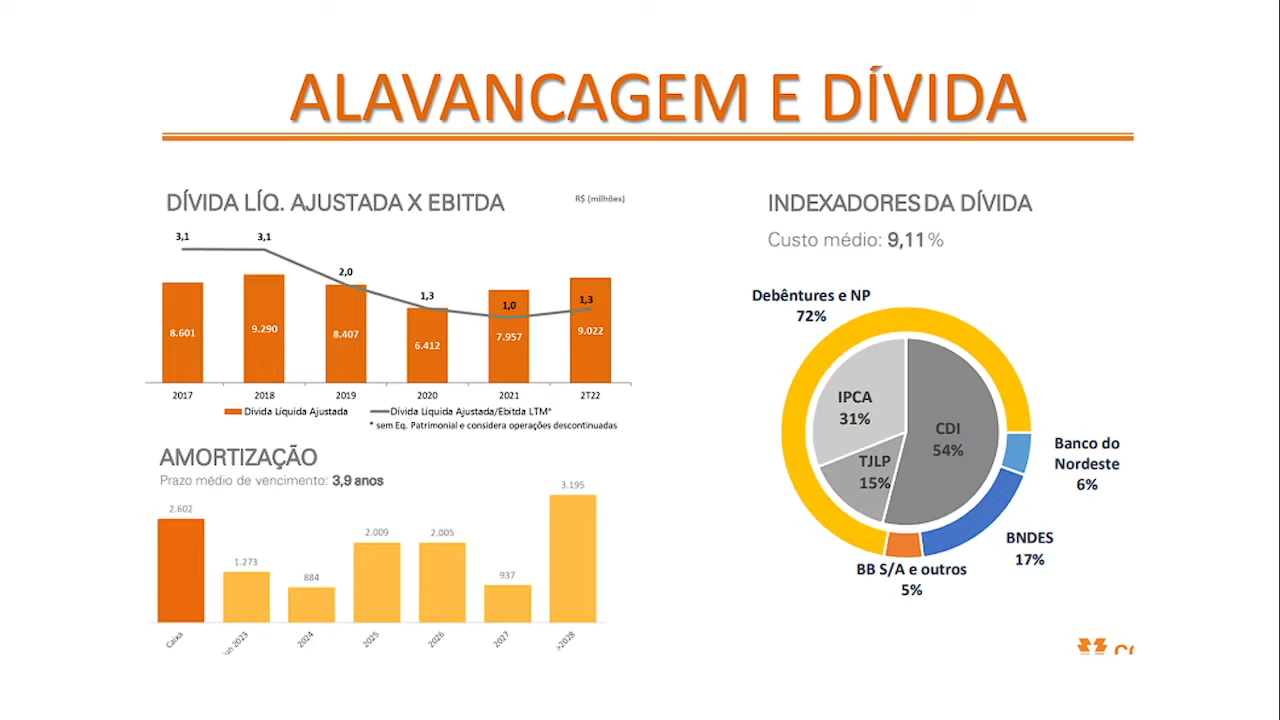 ALAVANCAGEM E DÍVIDA
DÍVIDA LÍQ. AJUSTADA X EBITDA
R$ (milhões)
3,1
3,1
2,0
1,3
1,0
1,3
8.601
9.290
8.407
6.412
7.957
9.022
2017
2018
2019
2020
2021
2T22
Dívida Líquida Ajustada
Dívida Líquida Ajustada/Ebitda LTM*
* sem Eq. Patrimonial e considera operações descontinuadas
AMORTIZAÇÃO
Prazo médio de vencimento: 3,9 anos
2.602
1.273
884
2.009
2.005
937
3.195
Caixa
2023
2024
2025
2026
2027
>2028
INDEXADORES DA DÍVIDA
Custo médio: 9,11%
Debêntures e NP
72%
IPCA
31%
CDI
54%
TJLP
15%
Banco do
Nordeste
6%
BNDES
17%
BB S/A e outros
5%